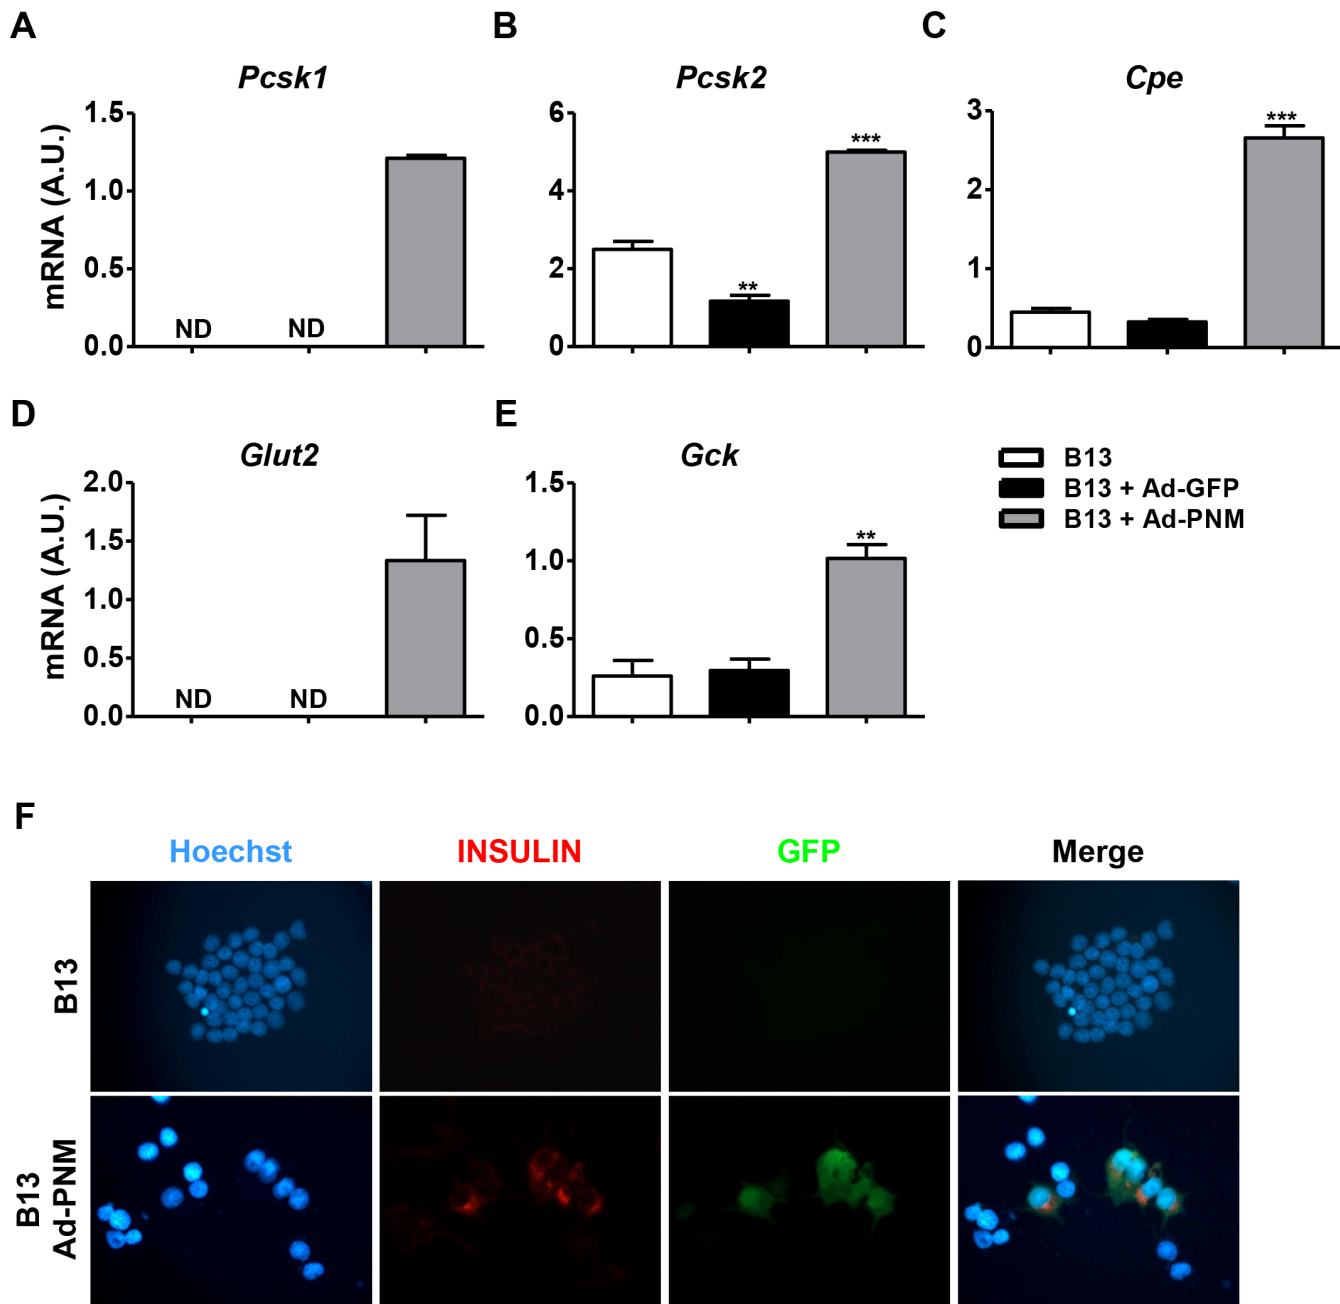 A
B
C
Pcsk1
Pcsk2
Cpe
mRNA (A.U.)
1.5
1.0
0.5
0.0
ND
ND
6
4
2
0
**
***
3
2
1
0
***
D
E
Glut2
Gck
mRNA (A.U.)
2.0
1.5
1.0
0.5
0.0
ND
ND
1.5
1.0
0.5
0.0
**
B13
B13 + Ad-GFP
B13 + Ad-PNM
F
Hoechst
INSULIN
GFP
Merge
B13
B13
Ad-PNM